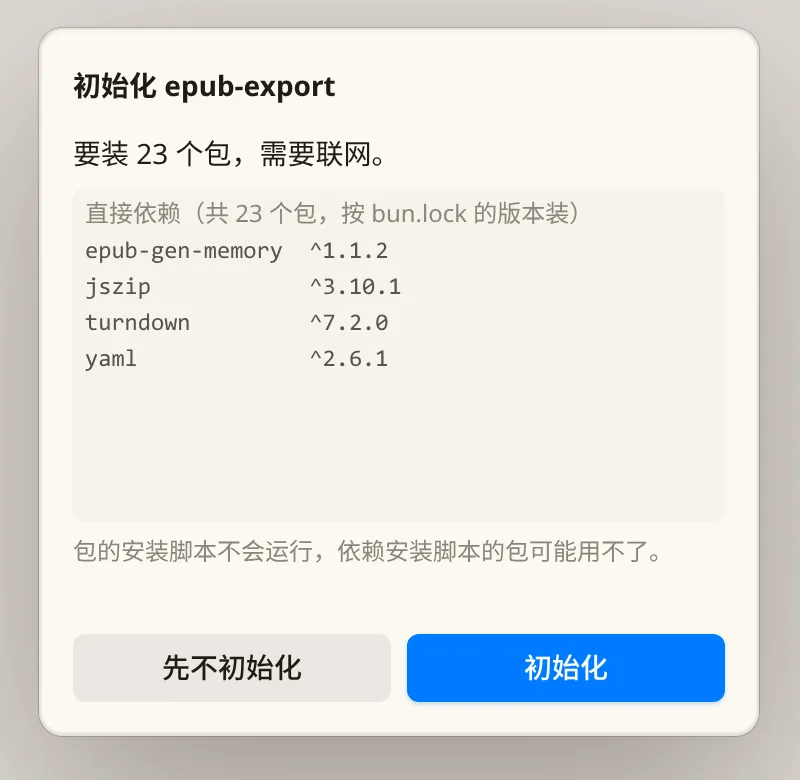 初始化 epub-export
要装 23 个包，需要联网。
直接依赖（共 23 个包，按 bun.lock 的版本装）
epub-gen-memory ^1.1.2
jszip ^3.10.1
turndown ^7.2.0
yaml ^2.6.1
包的安装脚本不会运行，依赖安装脚本的包可能用不了。
先不初始化
初始化